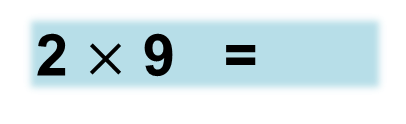 2 × 9 =